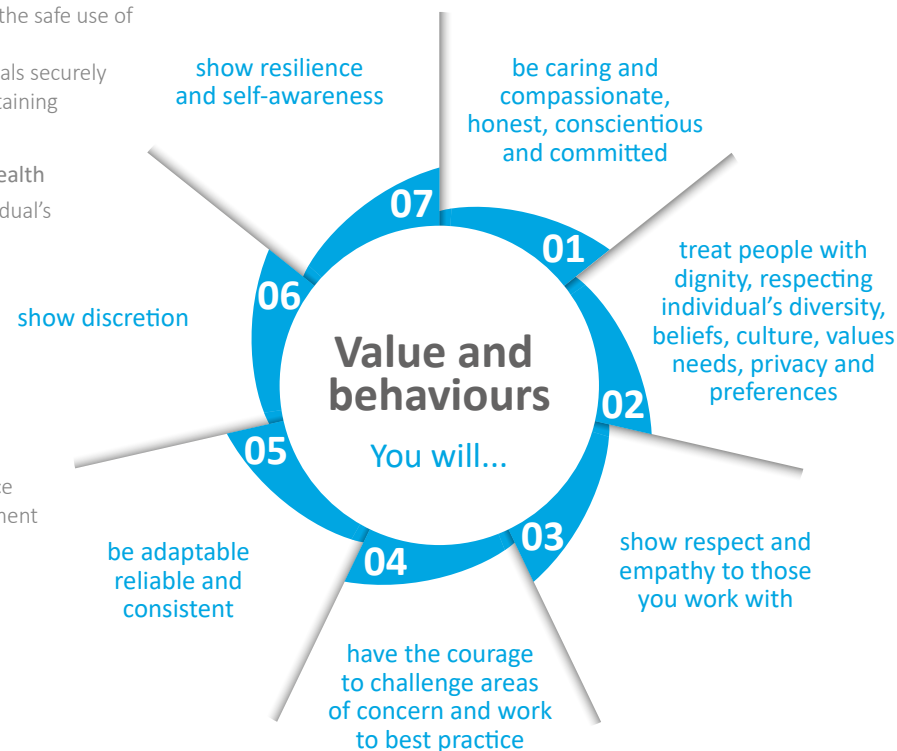 the safe use of
als securely
taining
ealth
dual's
ce
ment
Value and
behaviours
You will...
01
be caring and
compassionate,
honest, conscientious
and committed
02
treat people with
dignity, respecting
individual's diversity,
beliefs, culture, values
needs, privacy and
preferences
03
show respect and
empathy to those
you work with
04
have the courage
to challenge areas
of concern and work
to best practice
05
be adaptable
reliable and
consistent
06
show discretion
07
show resilience
and self-awareness